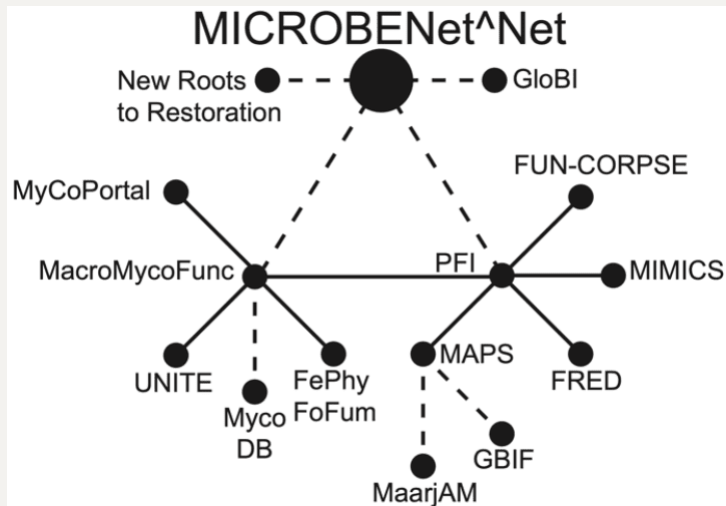 MICROBENet^Net
New Roots
to Restoration
GloBI
FUN-CORPSE
MyCoPortal
MacroMycoFunc
PFI
MIMICS
UNITE
Myco
DB
FePhy
FoFum
MAPS
FRED
GBIF
MaarjAM